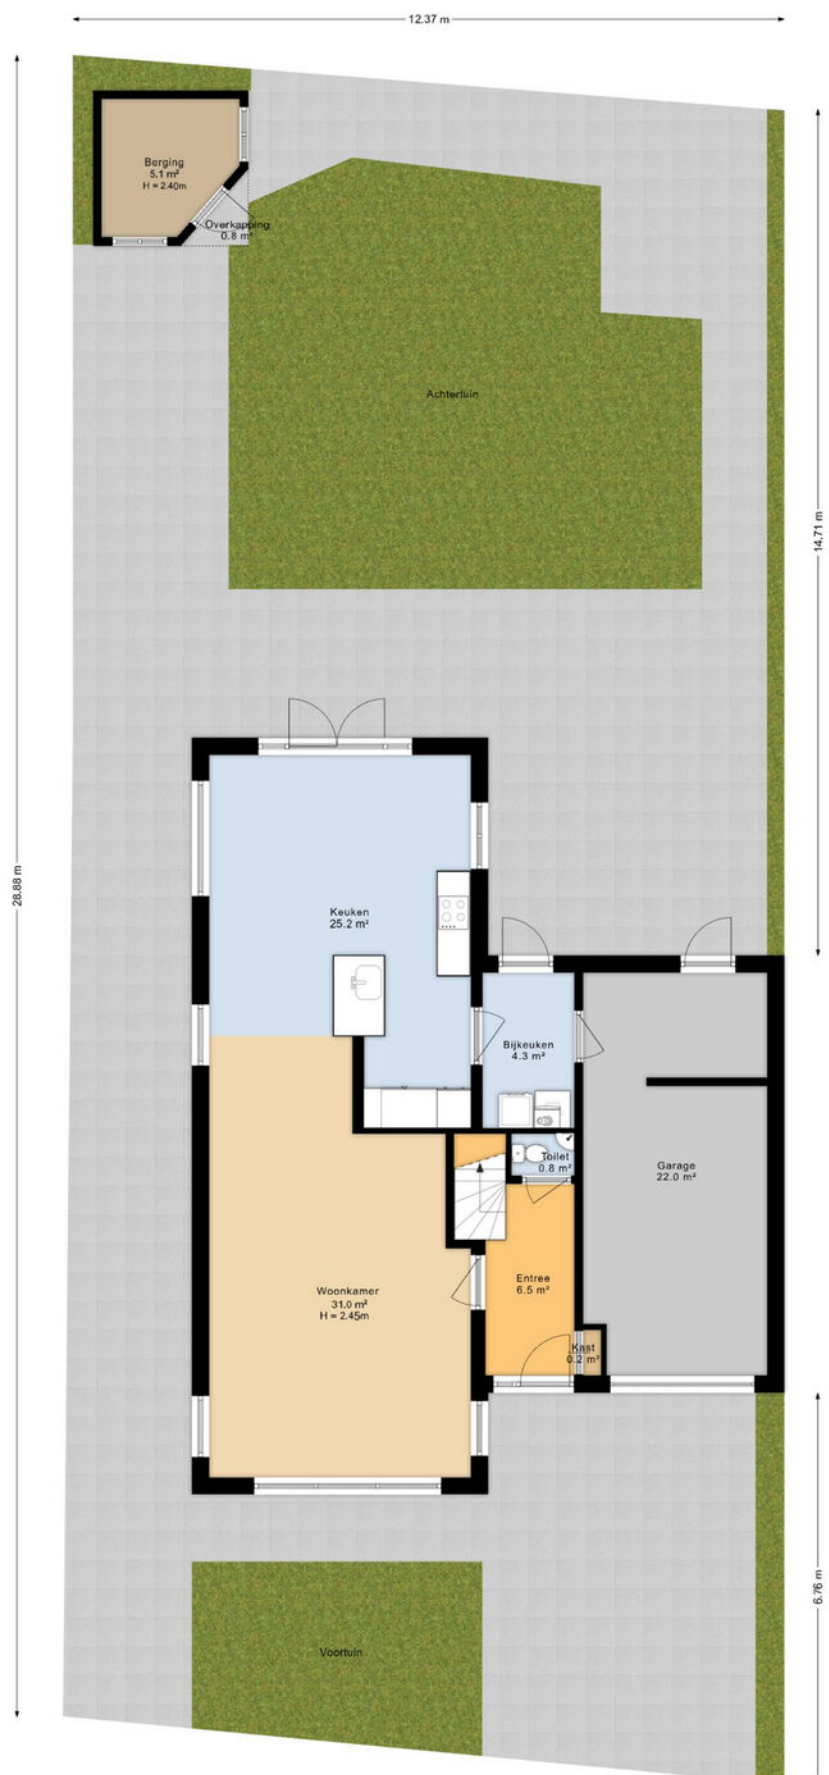 12.37 m
Berging
5.1 m²
H = 2.40m
Overkapping
0.8 m²
Achtertuin
14.71 m
28.88 m
Keuken
25.2 m²
Bijkeuken
4.3 m²
Toilet
0.8 m²
Garage
22.0 m²
Entree
6.5 m²
Woonkamer
31.0 m²
H = 2.45m
Kast
0.2 m²
6.76 m
Voortuin